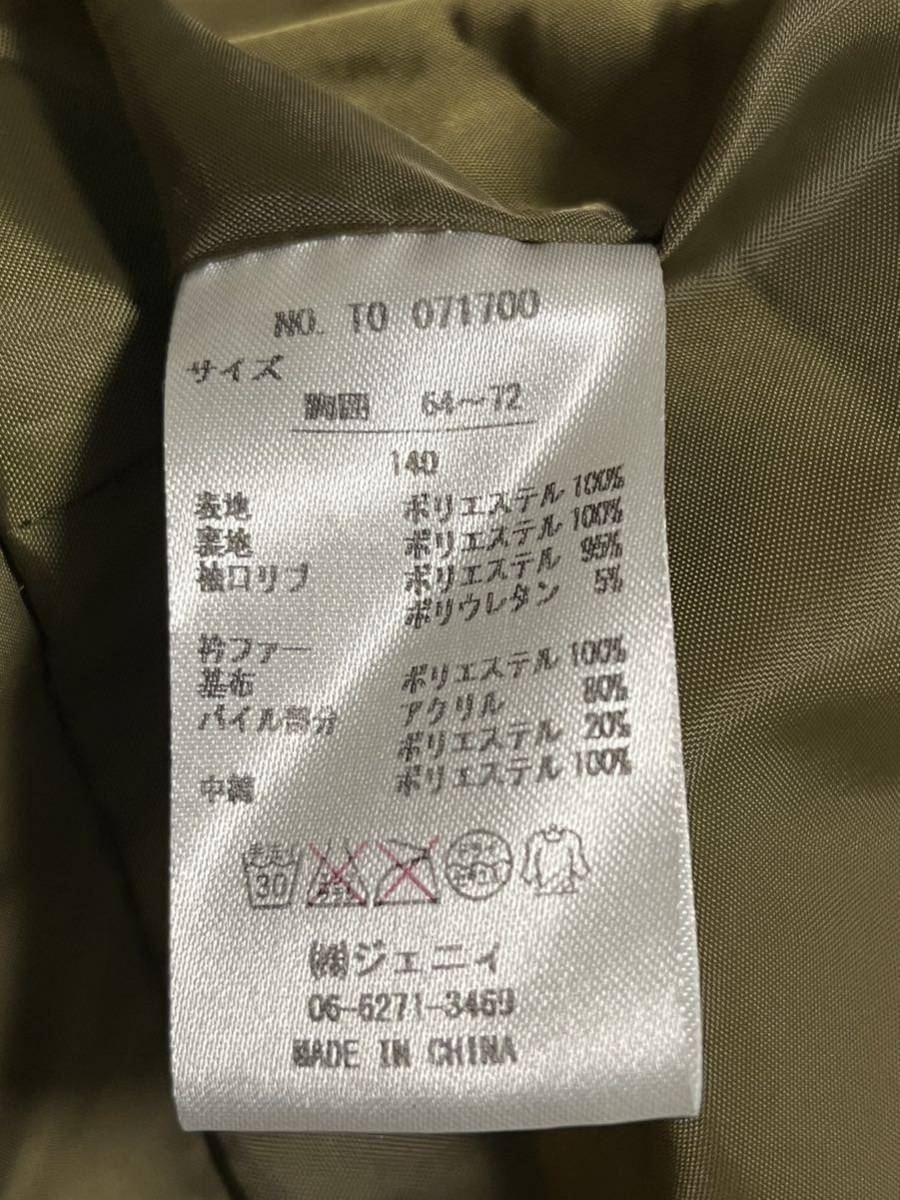 NO. TO 071700
サイズ
胸囲 64～72
140
表地 ポリエステル 100%
裏地 ポリエステル 100%
袖口リブ ポリエステル 95%
ポリウレタン 5%
衿ファー
基布 ポリエステル 100%
パイル部分 アクリル 80%
ポリエステル 20%
中綿 ポリエステル 100%
30
㈱ジェニィ
06-6271-3469
MADE IN CHINA